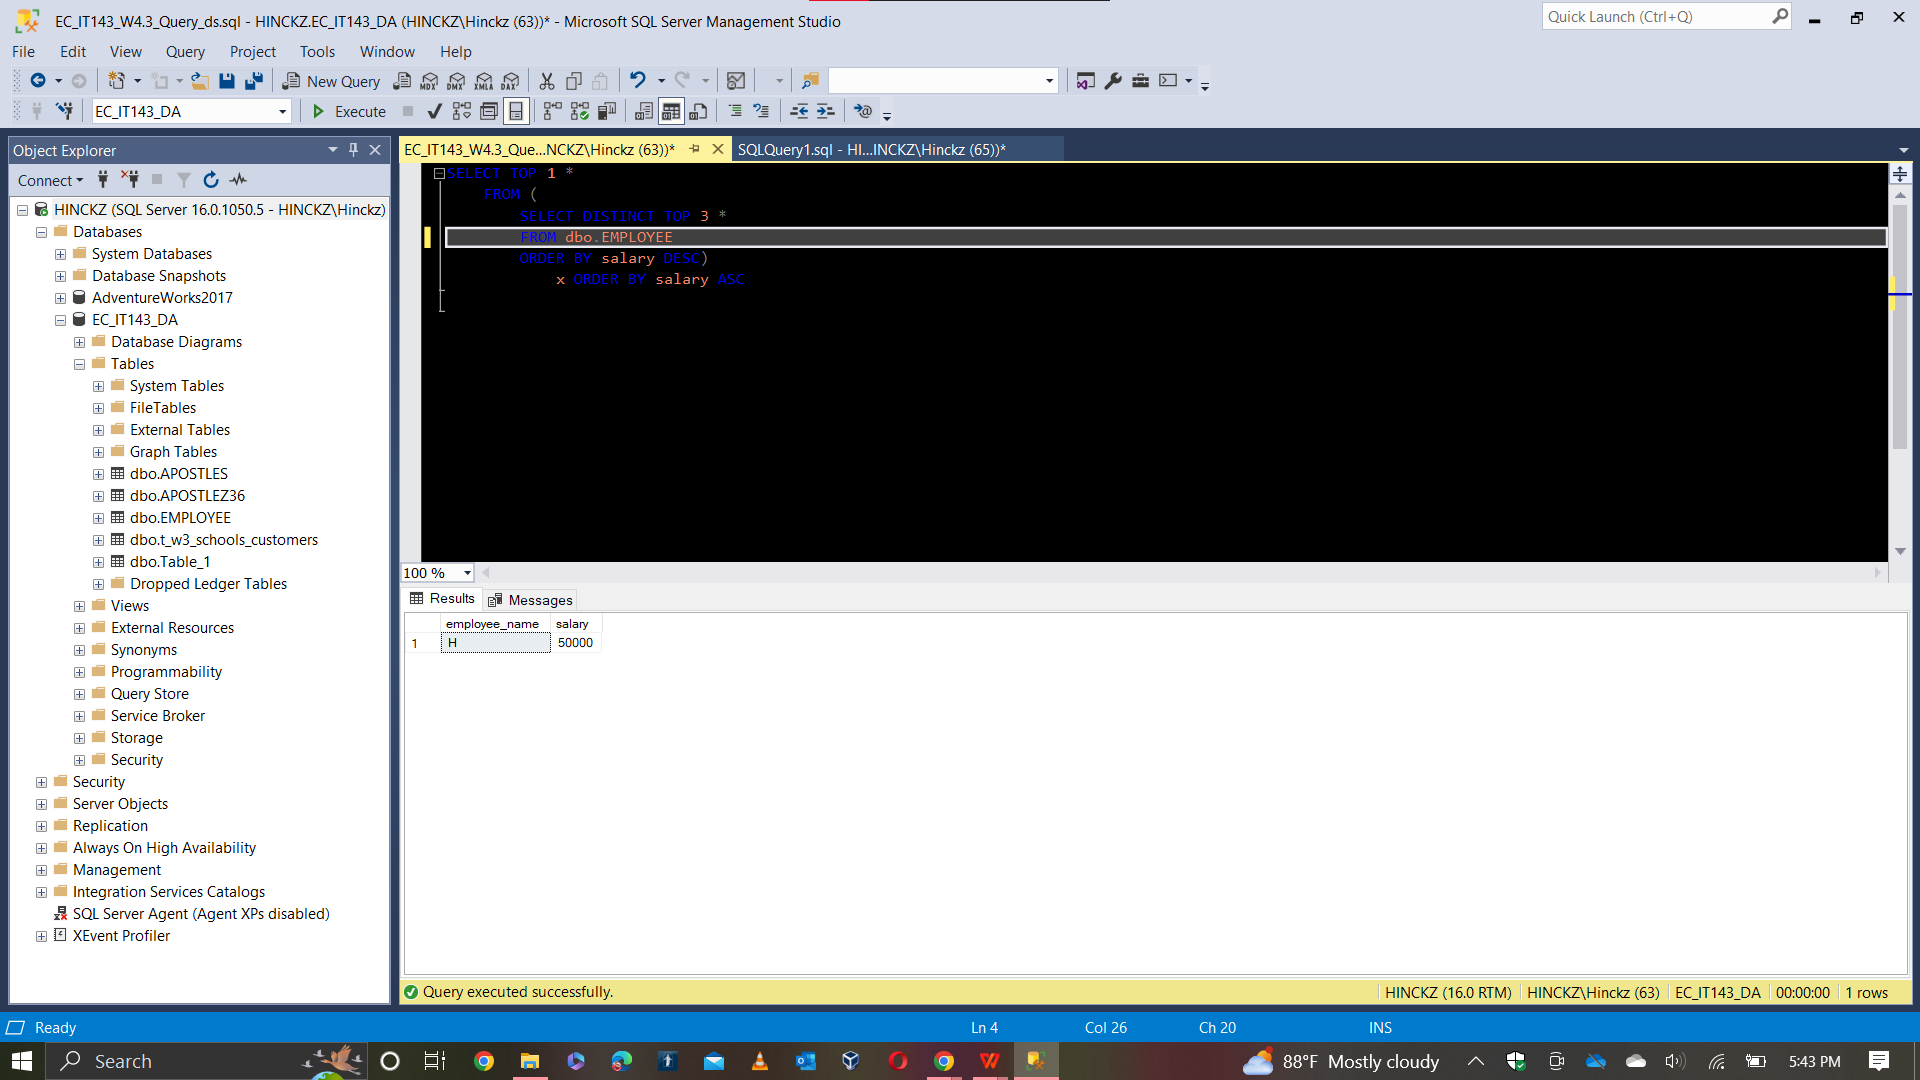 EC_IT143_W4.3_Query_ds.sql - HINCKZ.EC_IT143_DA (HINCKZ\Hinckz (63))* - Microsoft SQL Server Management Studio
Quick Launch (Ctrl+Q)
File Edit View Query Project Tools Window Help
New Query MDX DMX XMLA DAX
EC_IT143_DA Execute
Object Explorer
EC_IT143_W4.3_Que...NCKZ\Hinckz (63))* SQLQuery1.sql - HI...INCKZ\Hinckz (65))*
Connect
HINCKZ (SQL Server 16.0.1050.5 - HINCKZ\Hinckz)
Databases
System Databases
Database Snapshots
AdventureWorks2017
EC_IT143_DA
Database Diagrams
Tables
System Tables
FileTables
External Tables
Graph Tables
dbo.APOSTLES
dbo.APOSTLEZ36
dbo.EMPLOYEE
dbo.t_w3_schools_customers
dbo.Table_1
Dropped Ledger Tables
Views
External Resources
Synonyms
Programmability
Query Store
Service Broker
Storage
Security
Security
Server Objects
Replication
Always On High Availability
Management
Integration Services Catalogs
SQL Server Agent (Agent XPs disabled)
XEvent Profiler
SELECT TOP 1 *
FROM (
SELECT DISTINCT TOP 3 *
FROM dbo.EMPLOYEE
ORDER BY salary DESC)
x ORDER BY salary ASC
100 %
Results Messages
employee_name salary
1 H 50000
Query executed successfully.
HINCKZ (16.0 RTM) HINCKZ\Hinckz (63) EC_IT143_DA 00:00:00 1 rows
Ready Ln 4 Col 26 Ch 20 INS
Search 88°F Mostly cloudy 5:43 PM